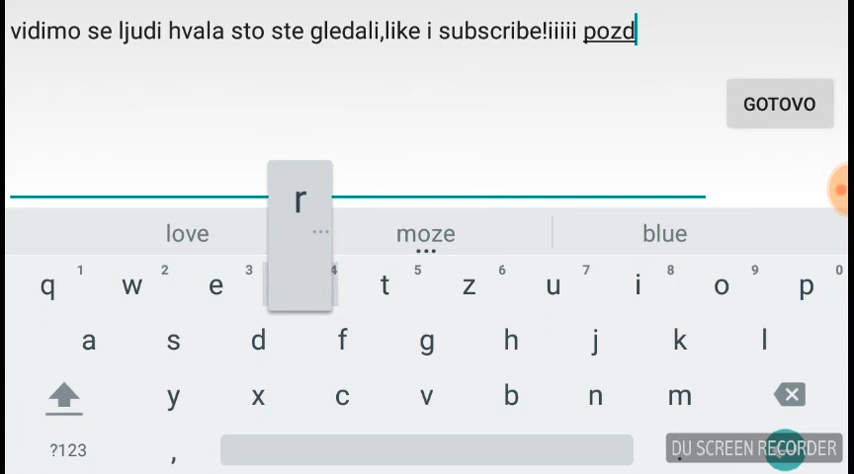 vidimo se ljudi hvala sto ste gledali,like i subscribe!iiiii pozd
GOTOVO
r
...
love moze blue
q 1 w 2 e 3 4 t 5 z 6 u 7 i 8 o 9 p 0
a s d f g h j k l
y x c v b n m
?123 , DU SCREEN RECORDER